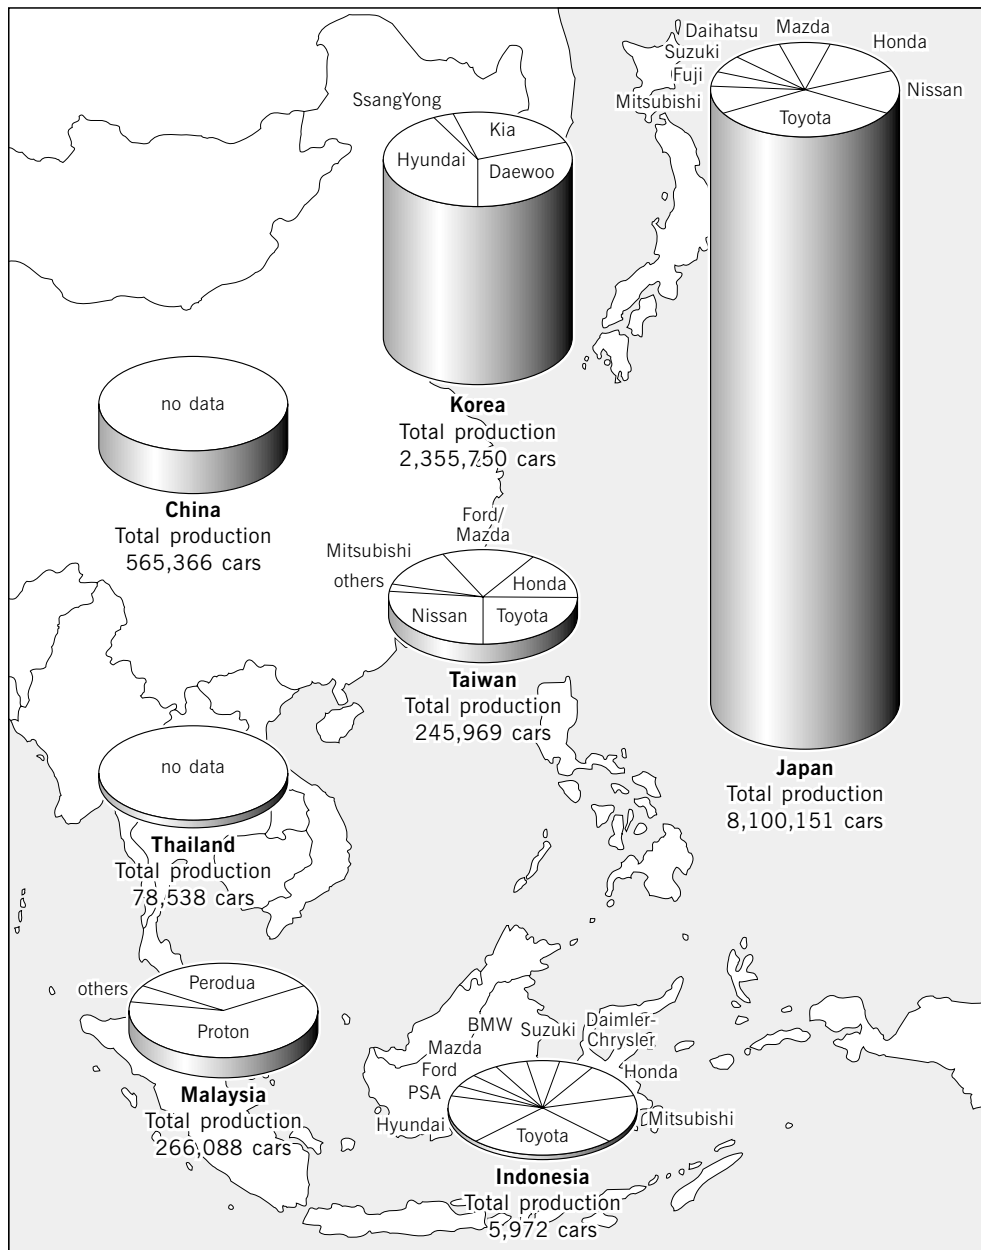 Daihatsu
Mazda
Suzuki
Honda
Fuji
Nissan
Mitsubishi
Toyota
Japan
Total production
8,100,151 cars
SsangYong
Kia
Hyundai
Daewoo
Korea
Total production
2,355,750 cars
no data
China
Total production
565,366 cars
Ford/
Mazda
Mitsubishi
others
Honda
Nissan
Toyota
Taiwan
Total production
245,969 cars
no data
Thailand
Total production
78,538 cars
Perodua
others
Proton
Malaysia
Total production
266,088 cars
BMW
Suzuki
Daimler-
Chrysler
Mazda
Ford
Honda
PSA
Hyundai
Mitsubishi
Toyota
Indonesia
Total production
5,972 cars